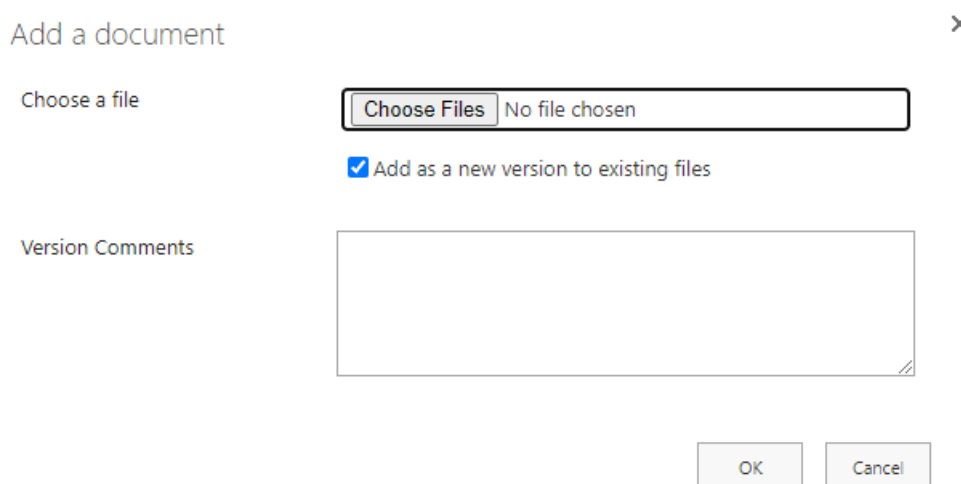 Add a document
Choose a file
Choose Files No file chosen
Add as a new version to existing files
Version Comments
OK Cancel